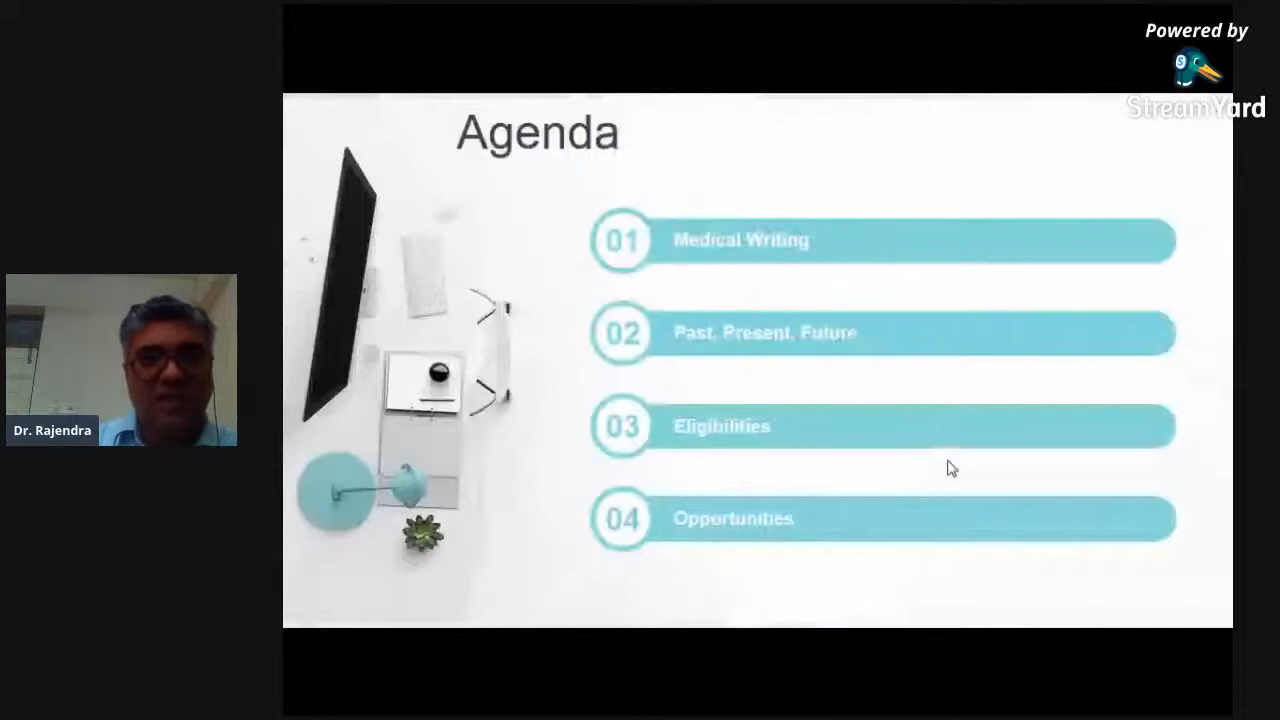 Powered by
StreamYard
Agenda
01 Medical Writing
02 Past, Present, Future
03 Eligibilities
04 Opportunities
Dr. Rajendra